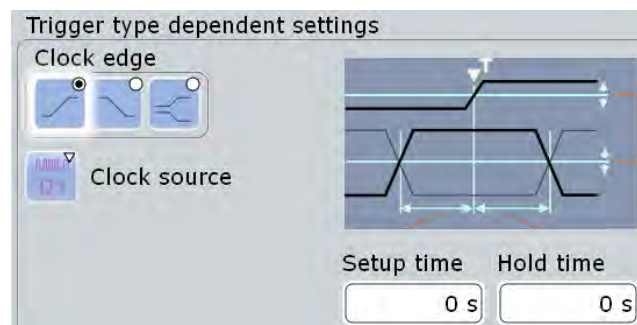 Trigger type dependent settings
Clock edge
T
Clock source
Setup time Hold time
0 s 0 s